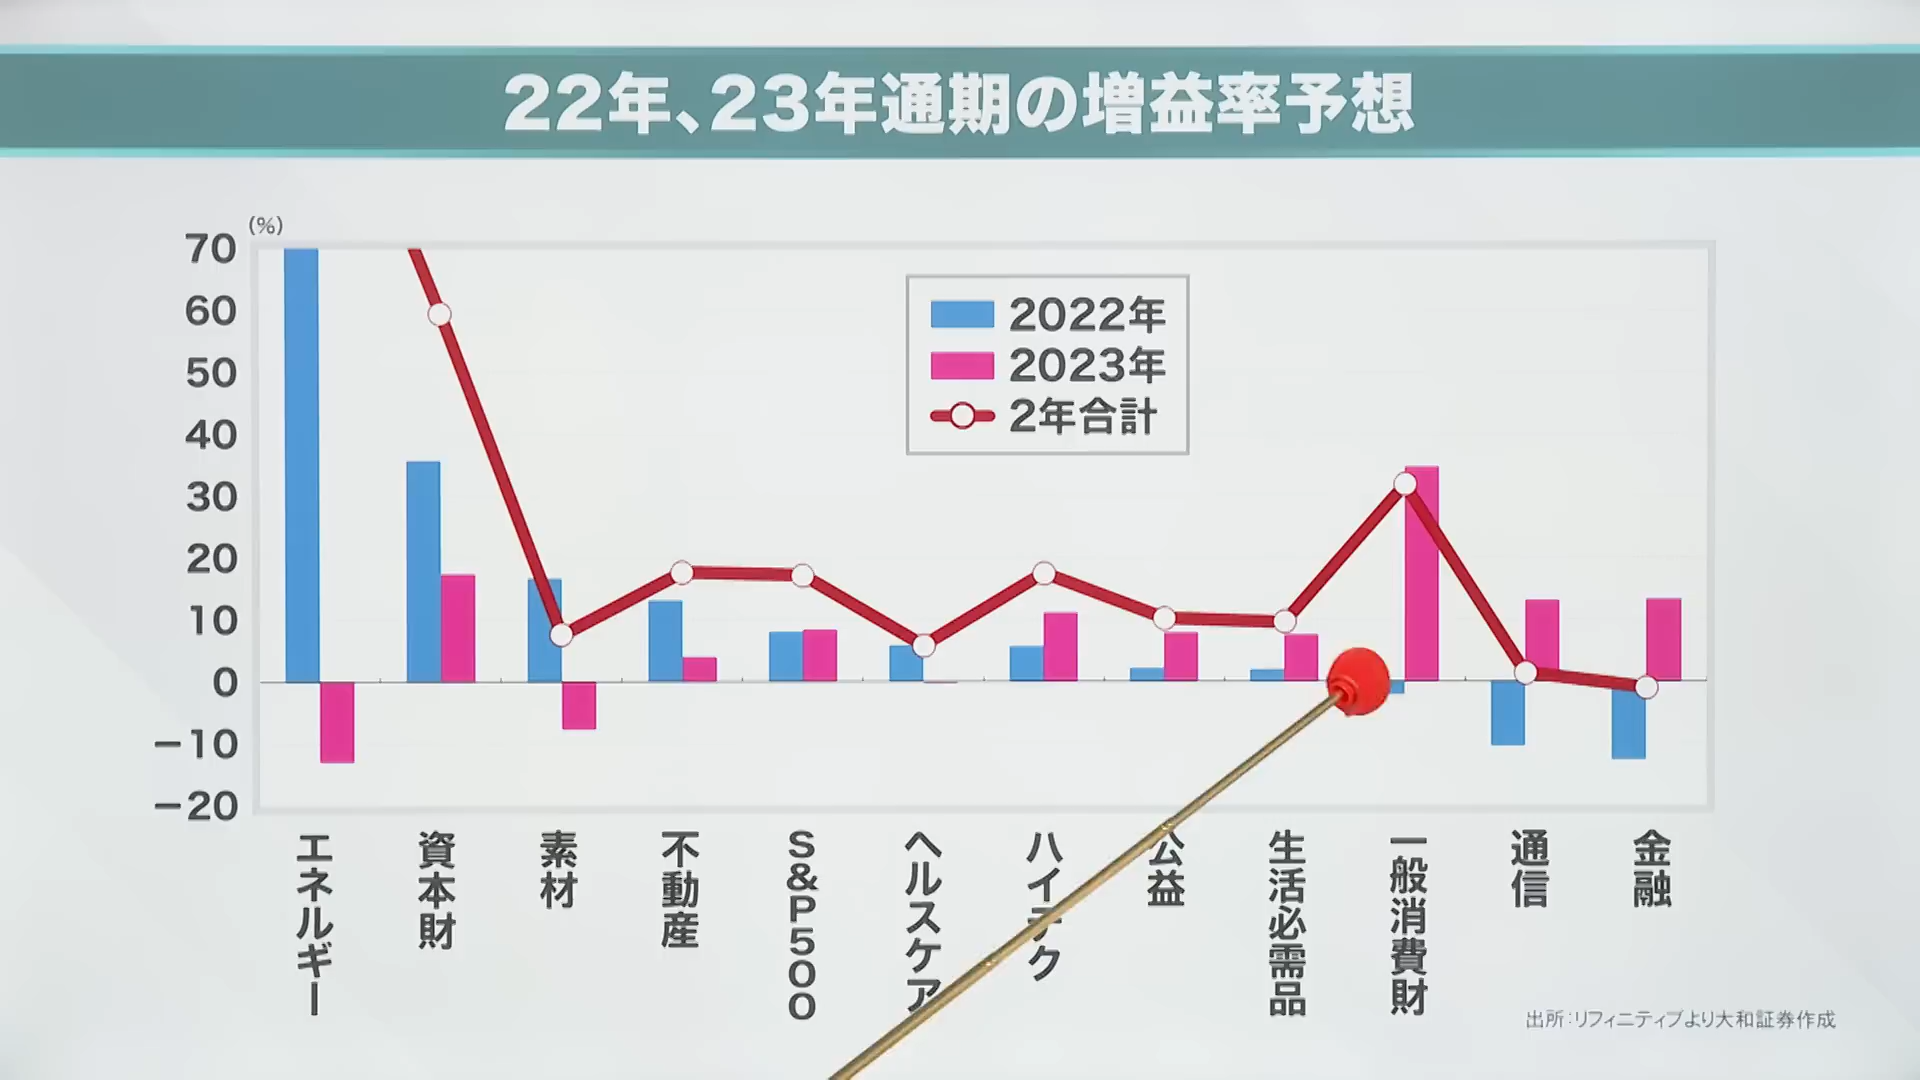 22年、23年通期の増益率予想
(%)
70
60
50
40
30
20
10
0
−10
−20
2022年
2023年
2年合計
エネルギー
資本財
素材
不動産
S&P500
ヘルスケア
ハイテク
公益
生活必需品
一般消費財
通信
金融
出所:リフィニティブより大和証券作成